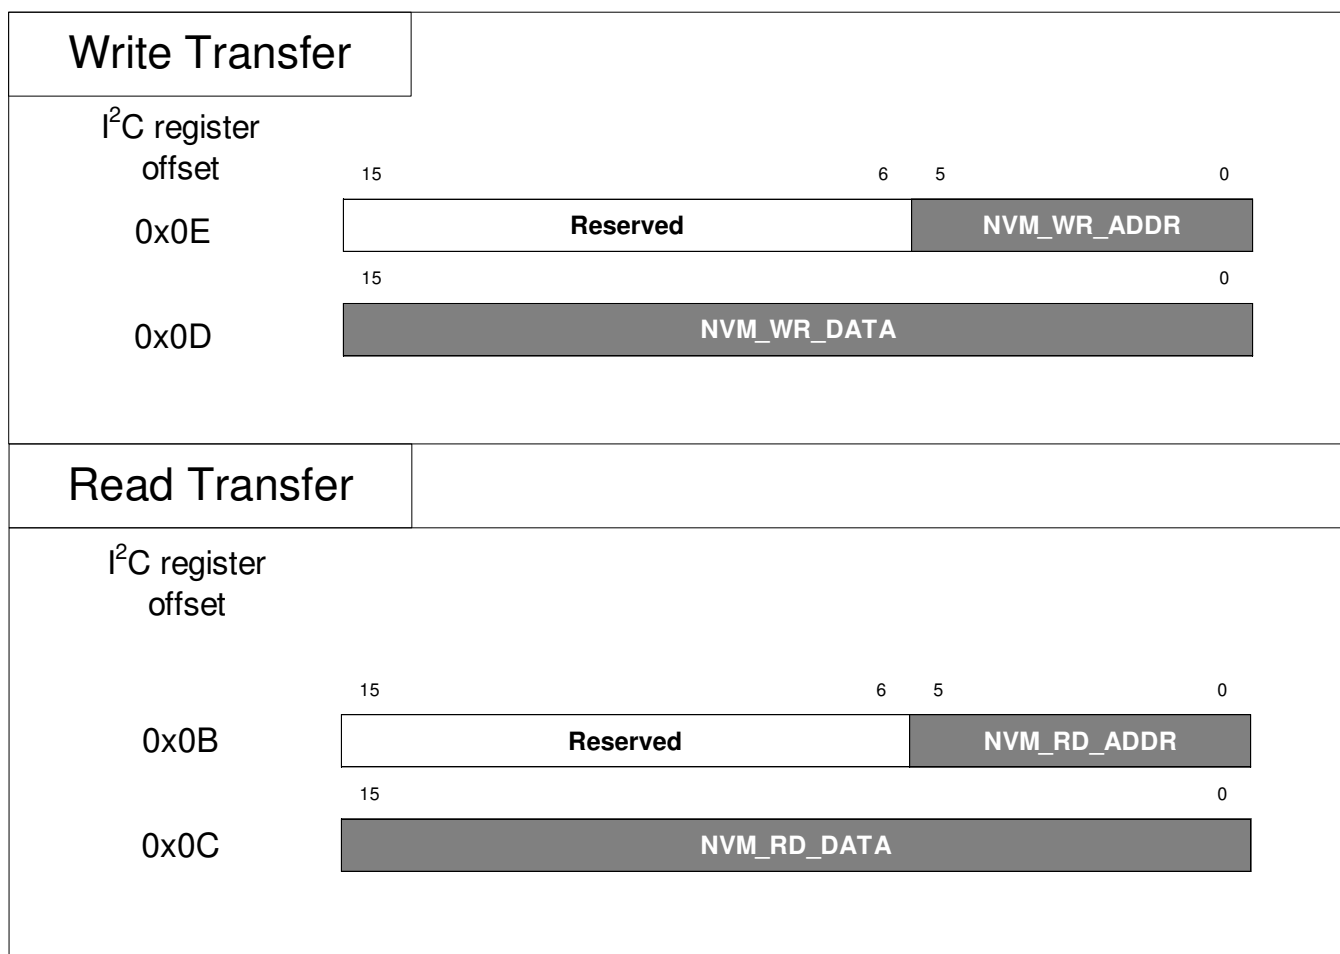 Write Transfer
I²C register
offset
15 6 5 0
0x0E Reserved NVM_WR_ADDR
15 0
0x0D NVM_WR_DATA
Read Transfer
I²C register
offset
15 6 5 0
0x0B Reserved NVM_RD_ADDR
15 0
0x0C NVM_RD_DATA